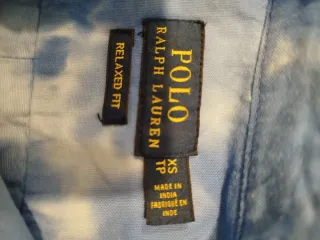 RELAXED FIT
POLO
RALPH LAUREN
XS
TP
MADE IN
INDIA
FABRIQUÉ EN
INDE